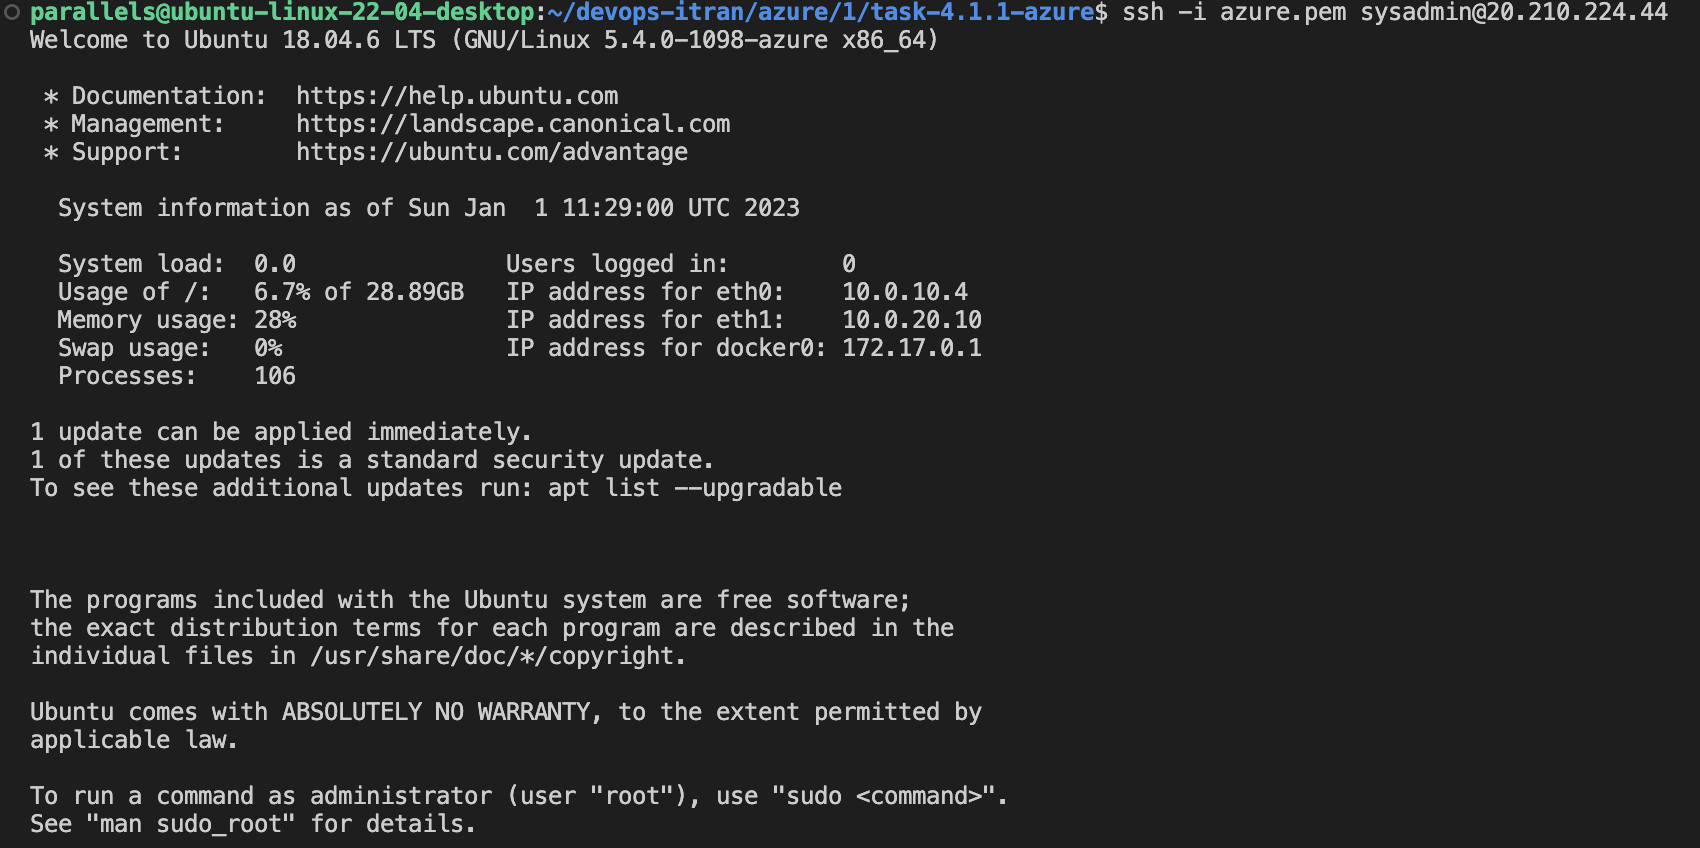 parallels@ubuntu-linux-22-04-desktop:~/devops-itran/azure/1/task-4.1.1-azure$ ssh -i azure.pem sysadmin@20.210.224.44
Welcome to Ubuntu 18.04.6 LTS (GNU/Linux 5.4.0-1098-azure x86_64)

 * Documentation:  https://help.ubuntu.com
 * Management:     https://landscape.canonical.com
 * Support:        https://ubuntu.com/advantage

  System information as of Sun Jan  1 11:29:00 UTC 2023

  System load:  0.0               Users logged in:        0
  Usage of /:   6.7% of 28.89GB   IP address for eth0:    10.0.10.4
  Memory usage: 28%               IP address for eth1:    10.0.20.10
  Swap usage:   0%                IP address for docker0: 172.17.0.1
  Processes:    106

1 update can be applied immediately.
1 of these updates is a standard security update.
To see these additional updates run: apt list --upgradable

The programs included with the Ubuntu system are free software;
the exact distribution terms for each program are described in the
individual files in /usr/share/doc/*/copyright.

Ubuntu comes with ABSOLUTELY NO WARRANTY, to the extent permitted by
applicable law.

To run a command as administrator (user "root"), use "sudo <command>".
See "man sudo_root" for details.